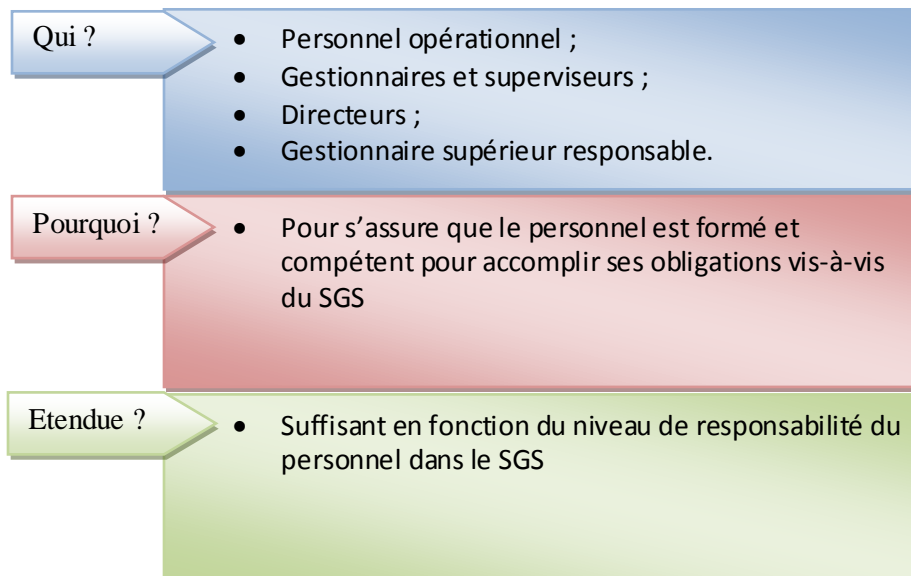 Qui ?
• Personnel opérationnel ;
• Gestionnaires et superviseurs ;
• Directeurs ;
• Gestionnaire supérieur responsable.
Pourquoi ?
• Pour s’assure que le personnel est formé et
compétent pour accomplir ses obligations vis-à-vis
du SGS
Etendue ?
• Suffisant en fonction du niveau de responsabilité du
personnel dans le SGS